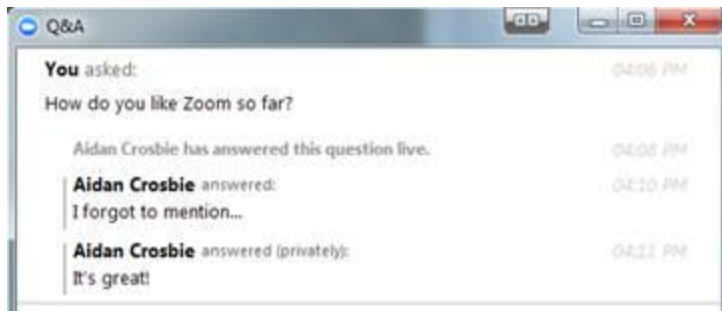 Q&A
You asked: 04:06 PM
How do you like Zoom so far?
Aidan Crosbie has answered this question live. 04:08 PM
Aidan Crosbie answered: 04:10 PM
I forgot to mention...
Aidan Crosbie answered (privately): 04:11 PM
It's great!